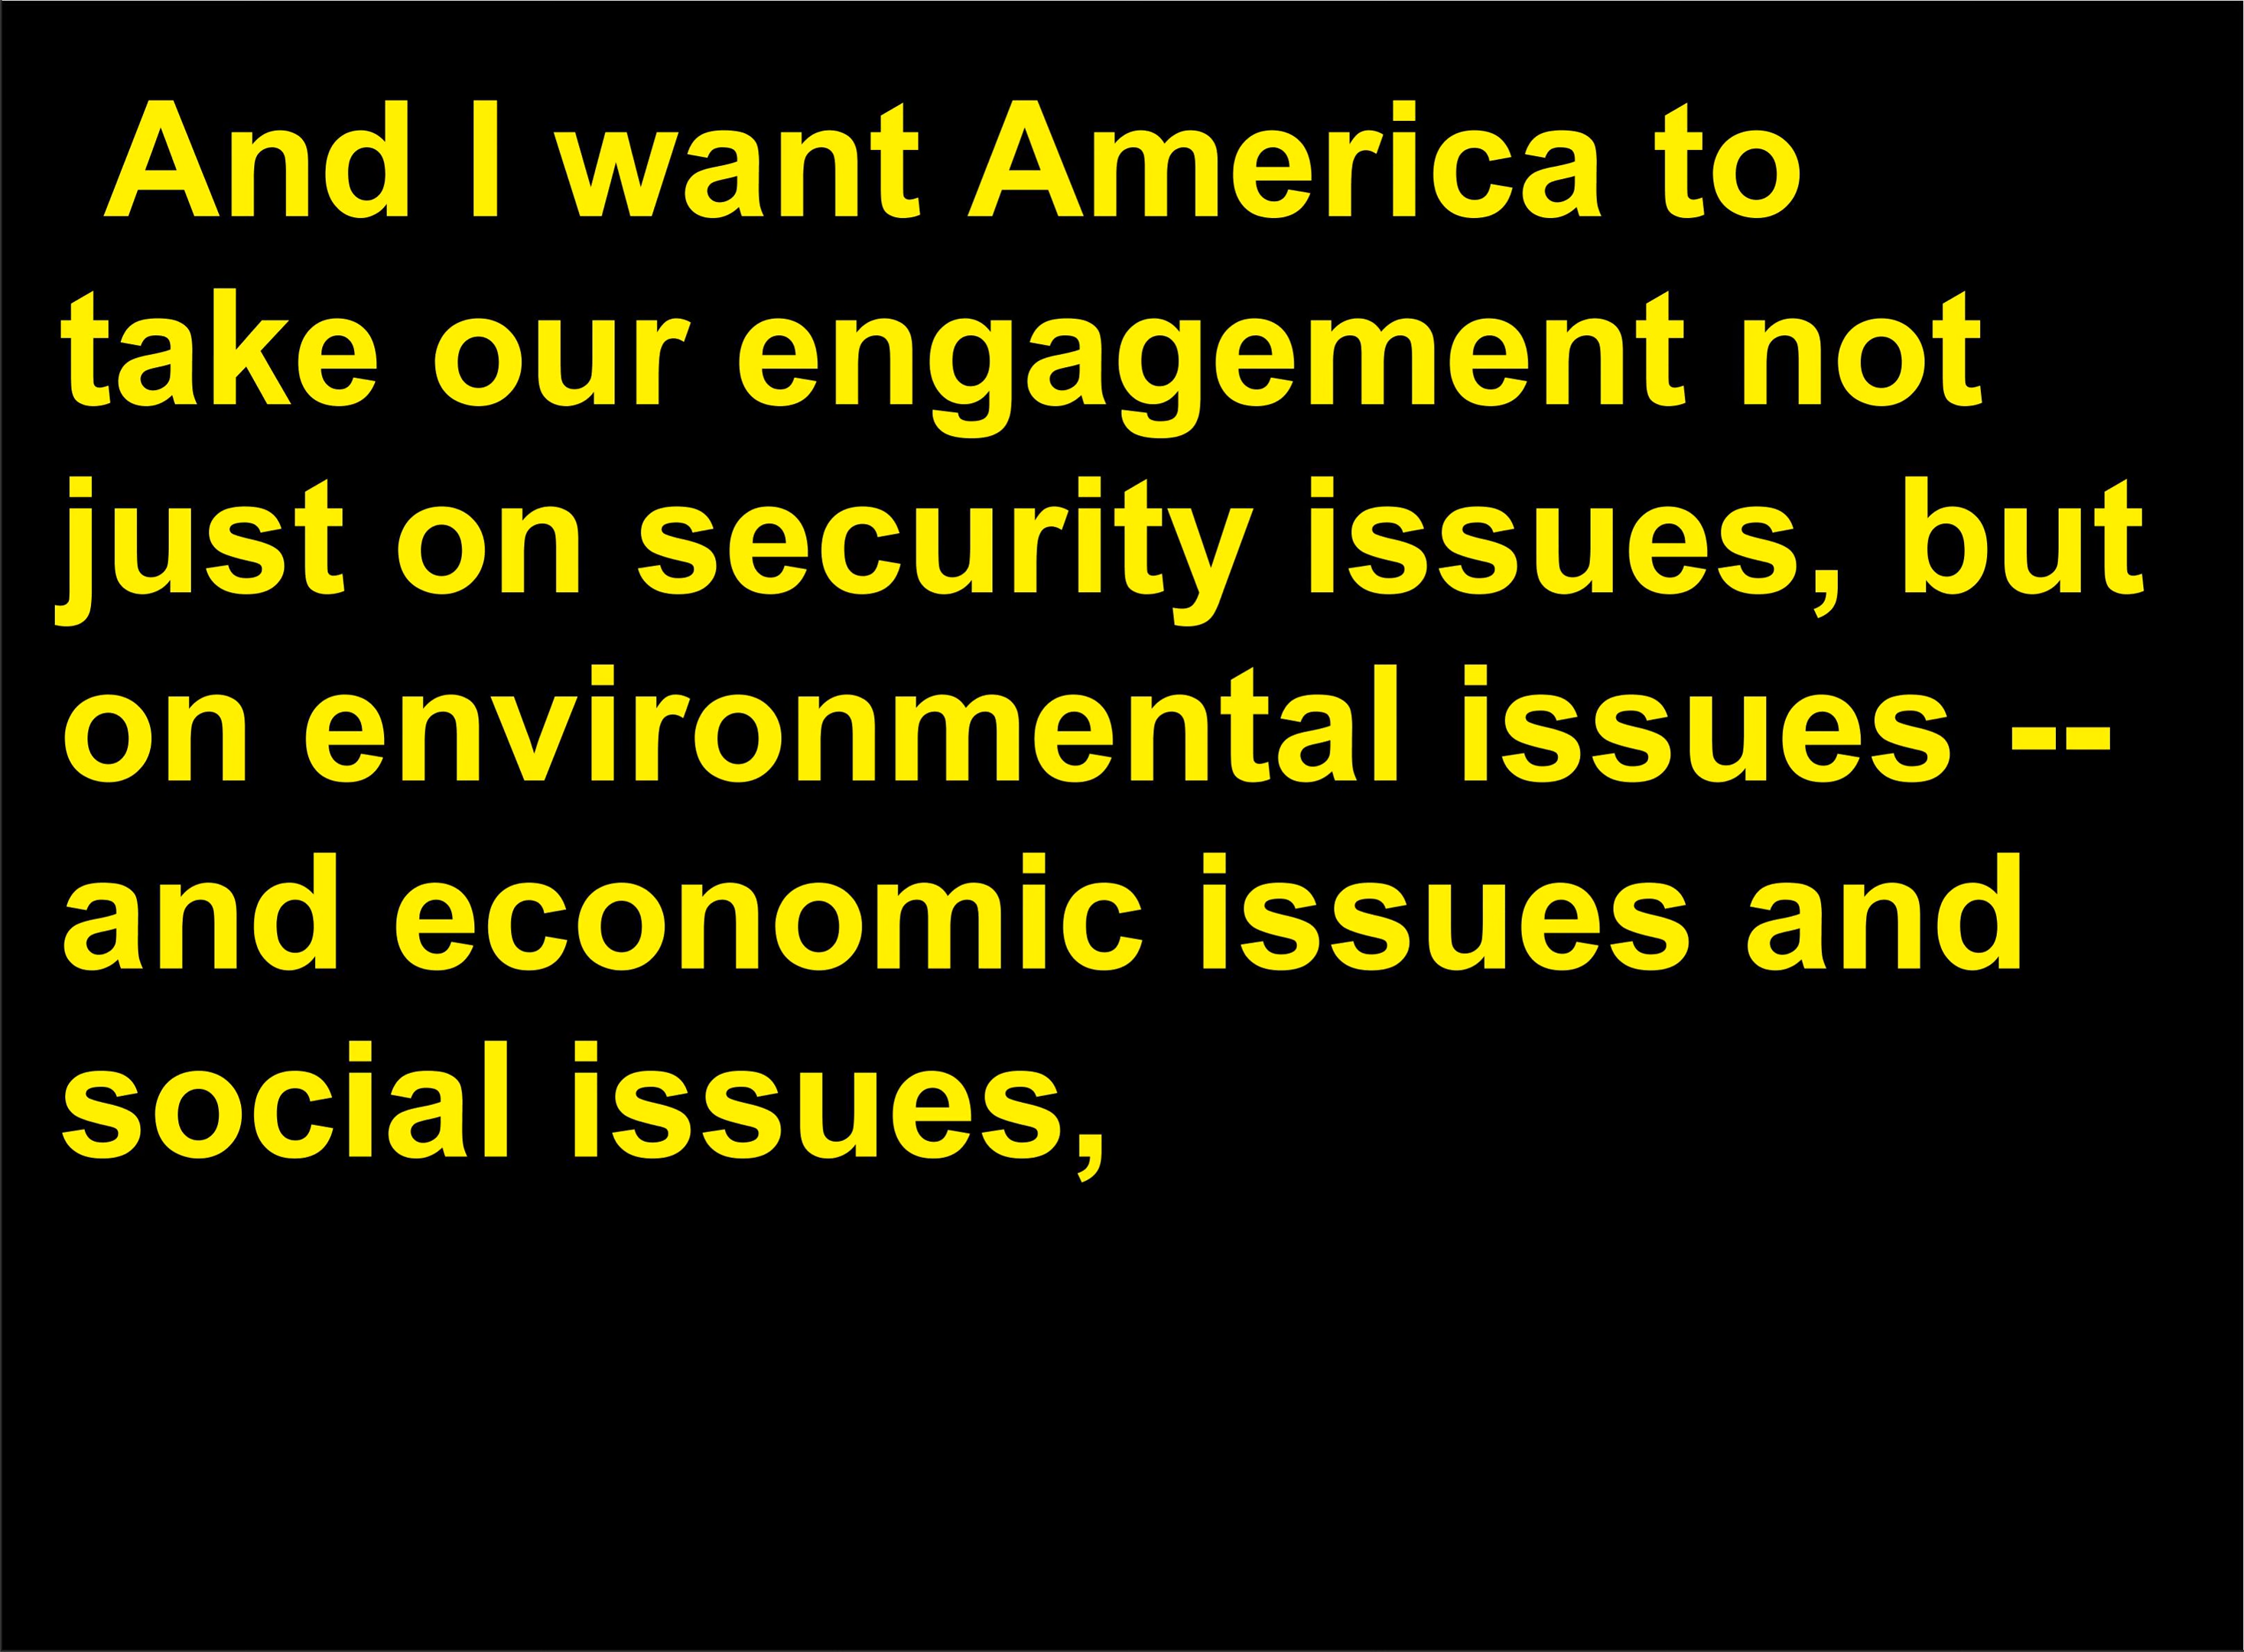 And I want America to
take our engagement not
just on security issues, but
on environmental issues --
and economic issues and
social issues,